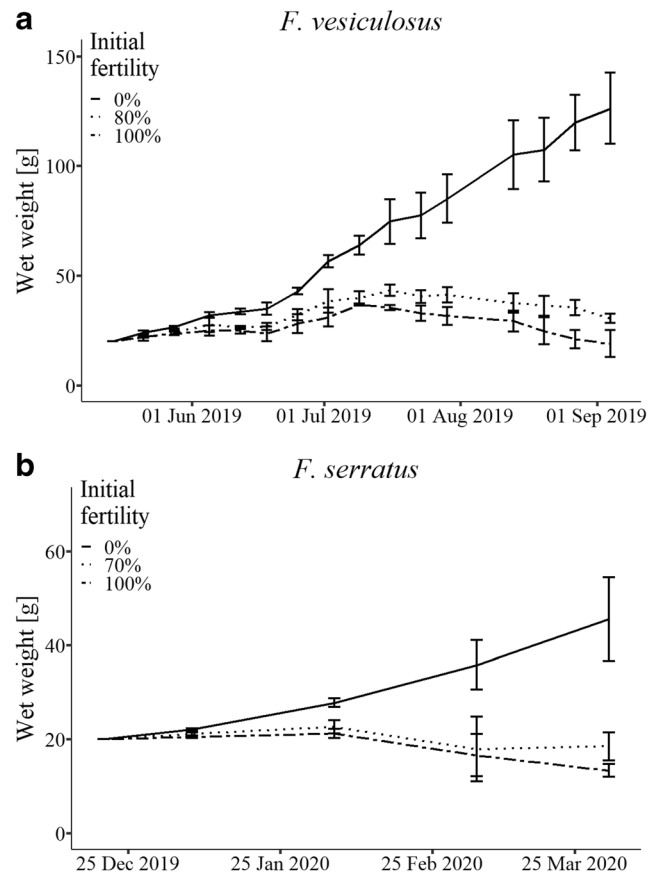 a
F. vesiculosus
Initial
fertility
0%
80%
100%
Wet weight [g]
150
100
50
0
01 Jun 2019
01 Jul 2019
01 Aug 2019
01 Sep 2019
b
F. serratus
Initial
fertility
0%
70%
100%
Wet weight [g]
60
40
20
0
25 Dec 2019
25 Jan 2020
25 Feb 2020
25 Mar 2020